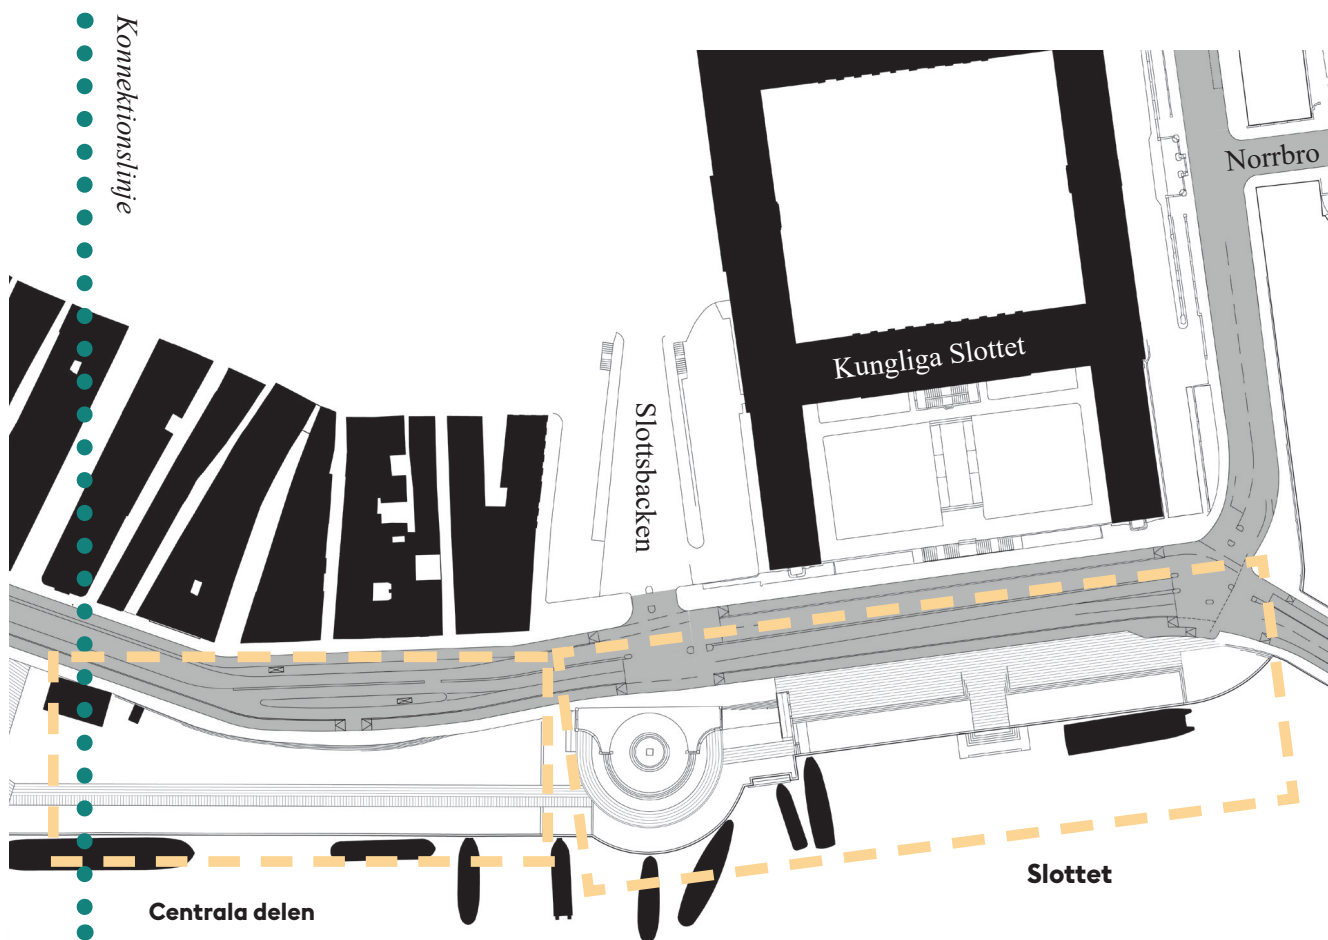 Konnektionslinje
Norrbro
Kungliga Slottet
Slottsbacken
Slottet
Centrala delen